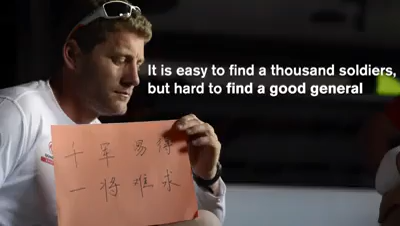 It is easy to find a thousand soldiers,
but hard to find a good general
千军易得
一将难求